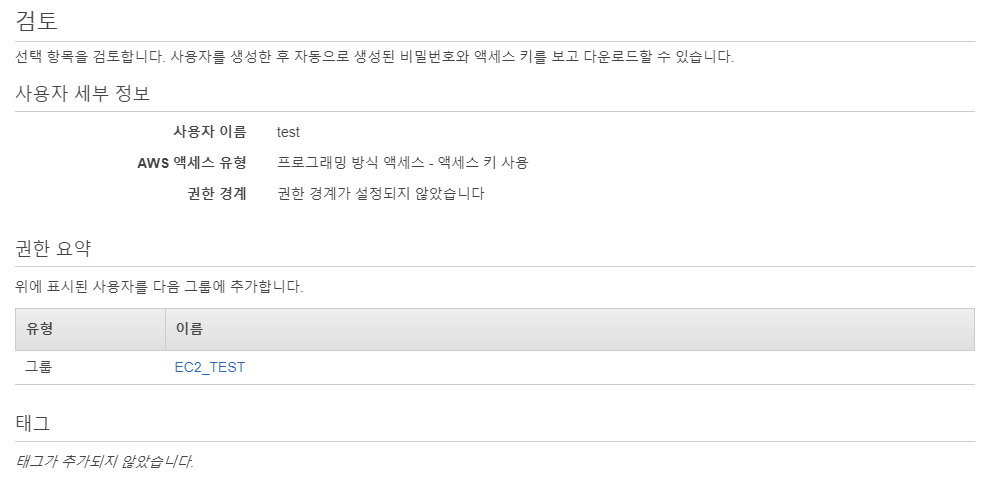 검토
선택 항목을 검토합니다. 사용자를 생성한 후 자동으로 생성된 비밀번호와 액세스 키를 보고 다운로드할 수 있습니다.
사용자 세부 정보
사용자 이름 test
AWS 액세스 유형 프로그래밍 방식 액세스 - 액세스 키 사용
권한 경계 권한 경계가 설정되지 않았습니다
권한 요약
위에 표시된 사용자를 다음 그룹에 추가합니다.
유형 이름
그룹 EC2_TEST
태그
태그가 추가되지 않았습니다.